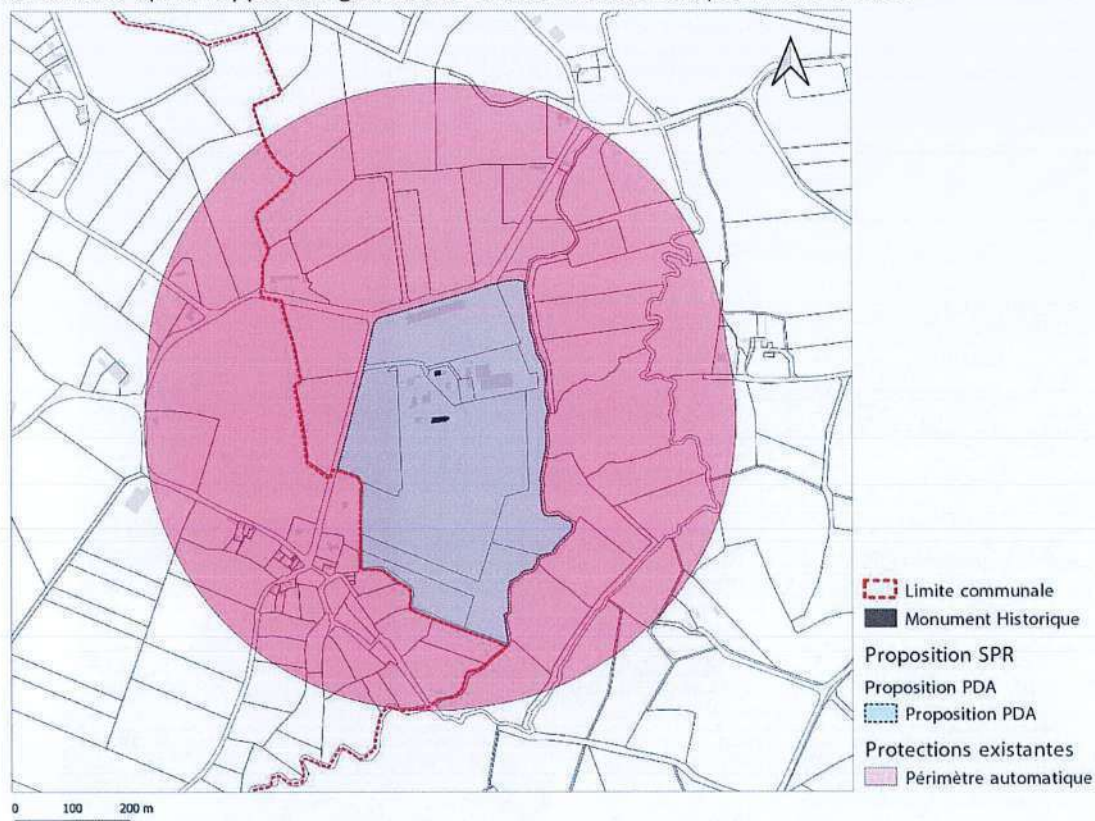 Limite communale
Monument Historique
Proposition SPR
Proposition PDA
Proposition PDA
Protections existantes
Périmètre automatique
0 100 200 m